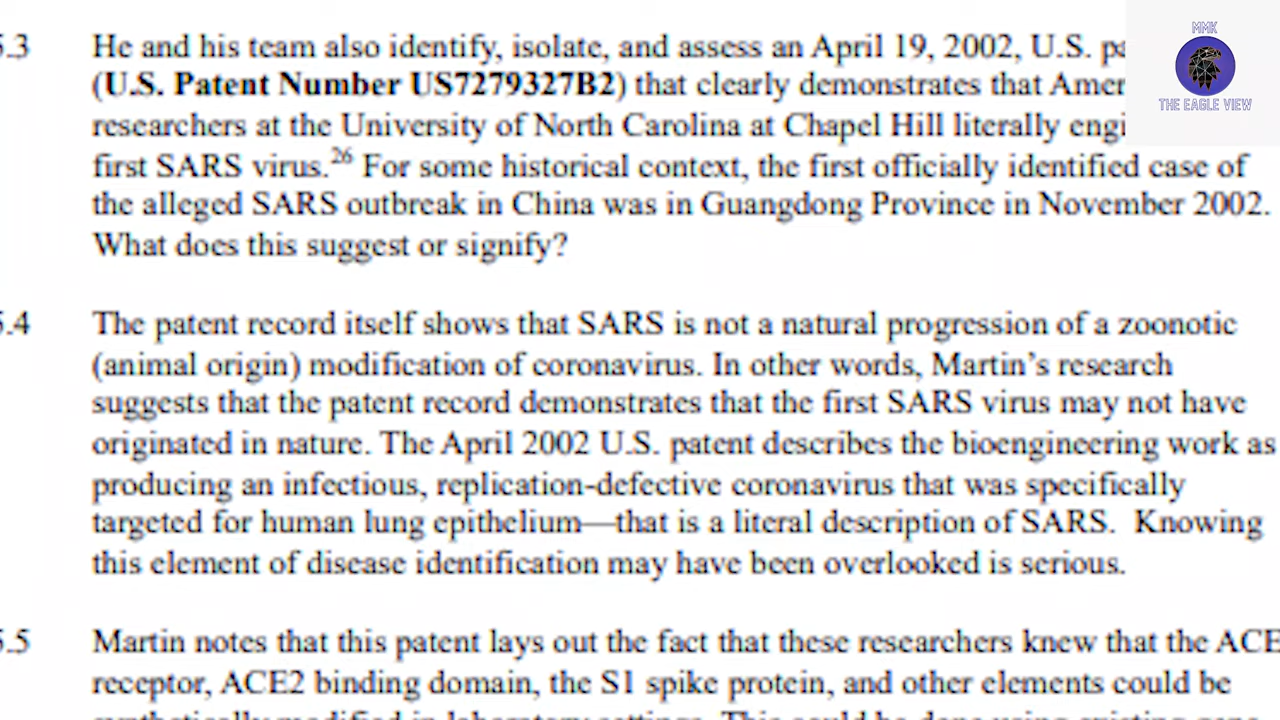 MMK
THE EAGLE VIEW
5.3 He and his team also identify, isolate, and assess an April 19, 2002, U.S.
(U.S. Patent Number US7279327B2) that clearly demonstrates that
researchers at the University of North Carolina at Chapel Hill literally
first SARS virus.26 For some historical context, the first officially identified case of
the alleged SARS outbreak in China was in Guangdong Province in November 2002.
What does this suggest or signify?
5.4 The patent record itself shows that SARS is not a natural progression of a zoonotic
(animal origin) modification of coronavirus. In other words, Martin's research
suggests that the patent record demonstrates that the first SARS virus may not have
originated in nature. The April 2002 U.S. patent describes the bioengineering work as
producing an infectious, replication-defective coronavirus that was specifically
targeted for human lung epithelium—that is a literal description of SARS. Knowing
this element of disease identification may have been overlooked is serious.
5.5 Martin notes that this patent lays out the fact that these researchers knew that the ACE
receptor, ACE2 binding domain, the S1 spike protein, and other elements could be